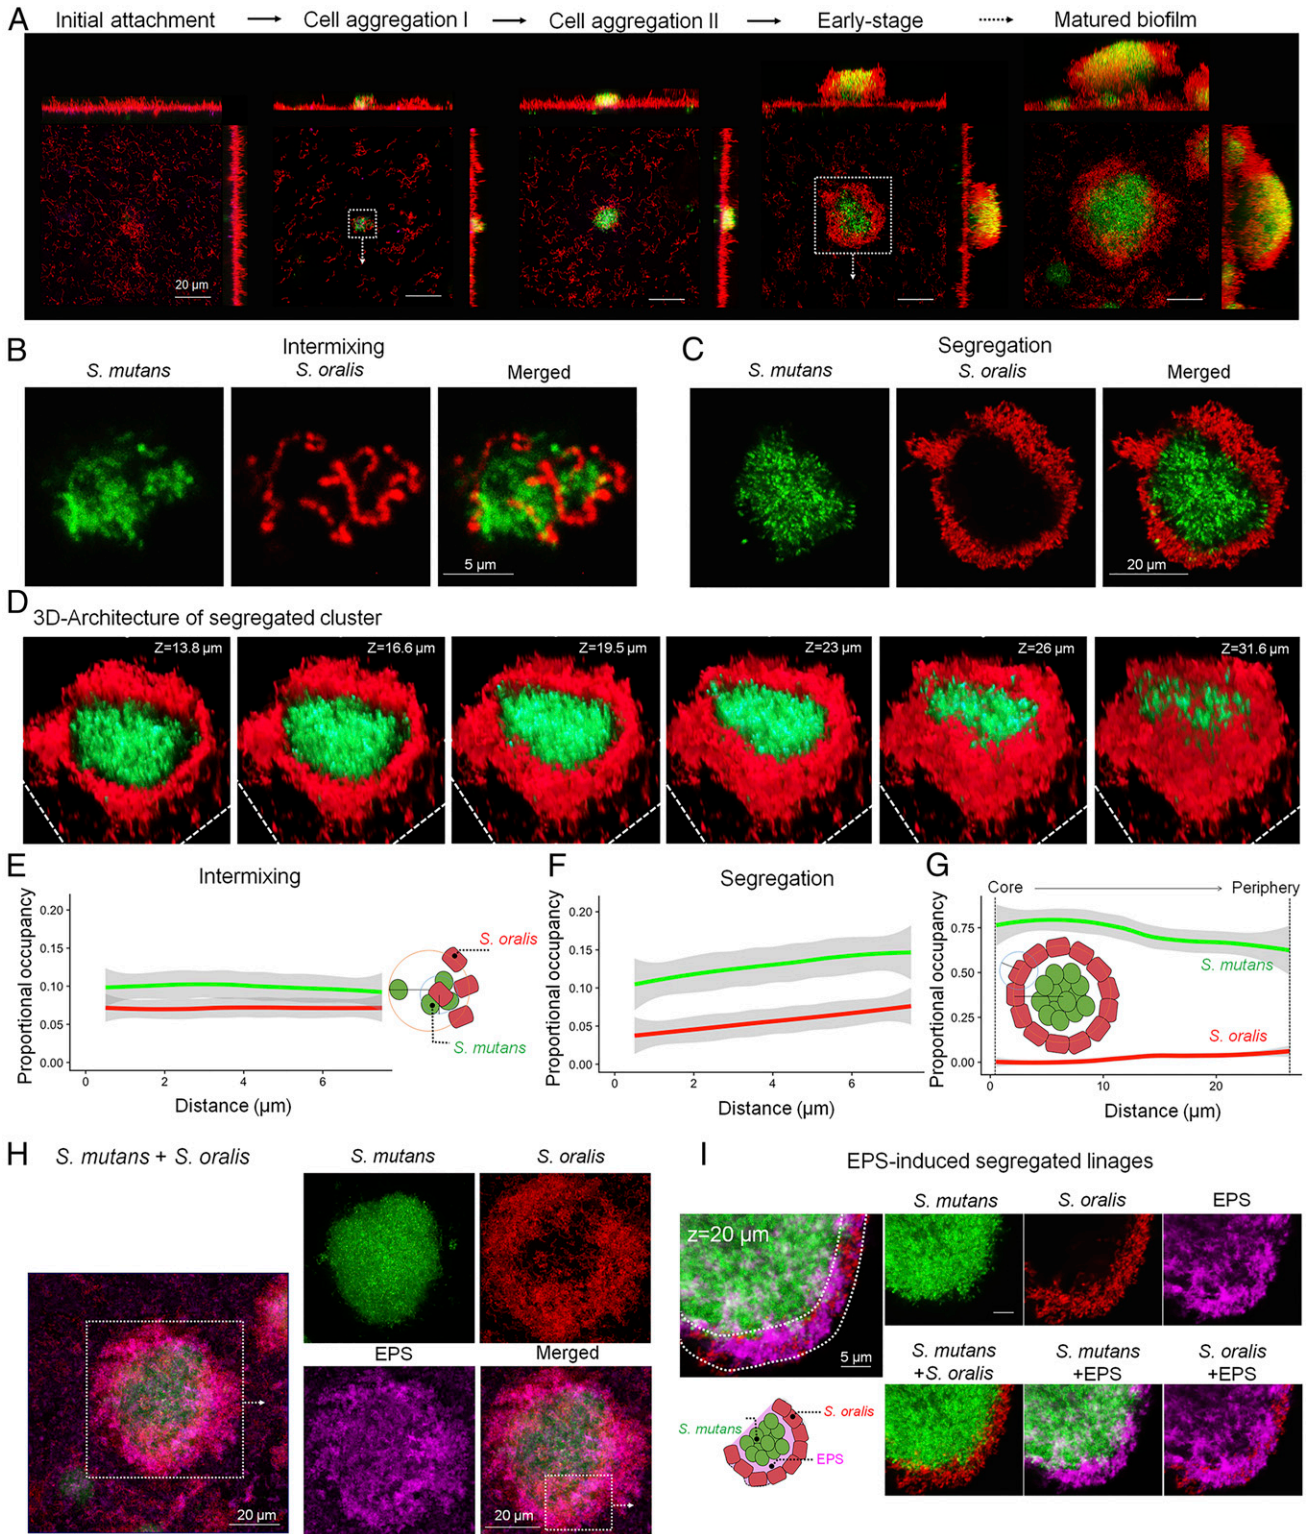 A
Initial attachment
Cell aggregation I
Cell aggregation II
Early-stage
Matured biofilm
20 µm
B
Intermixing
S. mutans
S. oralis
Merged
5 µm
C
Segregation
S. mutans
S. oralis
Merged
20 µm
D
3D-Architecture of segregated cluster
Z=13.8 µm
Z=16.6 µm
Z=19.5 µm
Z=23 µm
Z=26 µm
Z=31.6 µm
E
Intermixing
Proportional occupancy
0.20
0.15
0.10
0.05
0.00
0
2
4
6
Distance (µm)
S. oralis
S. mutans
F
Segregation
Proportional occupancy
0.20
0.15
0.10
0.05
0.00
2
4
6
Distance (µm)
G
Core
Periphery
Proportional occupancy
0.75
0.50
0.25
0.00
S. mutans
S. oralis
0
10
20
Distance (µm)
H
S. mutans + S. oralis
S. mutans
S. oralis
EPS
Merged
20 µm
20 µm
I
EPS-induced segregated linages
z=20 µm
5 µm
S. mutans
S. oralis
EPS
S. mutans
+S. oralis
S. mutans
+EPS
S. oralis
+EPS
S. oralis
S. mutans
EPS